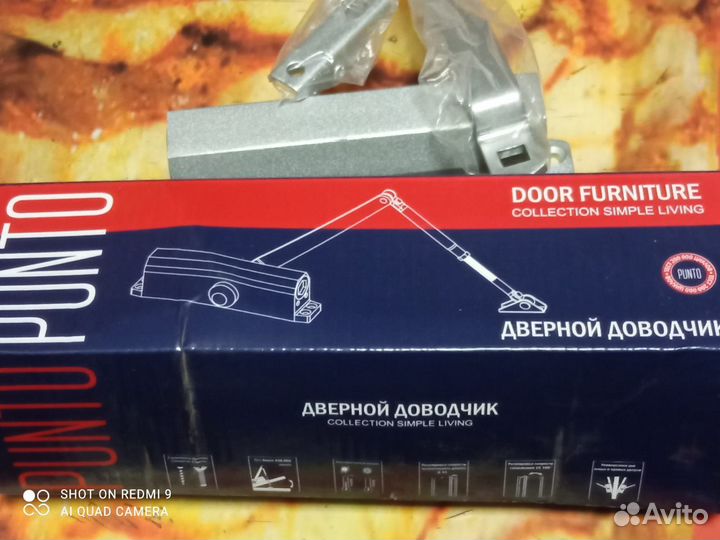 DOOR FURNITURE
COLLECTION SIMPLE LIVING
PUNTO
PUNTO
PUNTO
ДВЕРНОЙ ДОВОДЧИК
ДВЕРНОЙ ДОВОДЧИК
COLLECTION SIMPLE LIVING
SHOT ON REDMI 9
AI QUAD CAMERA
Avito